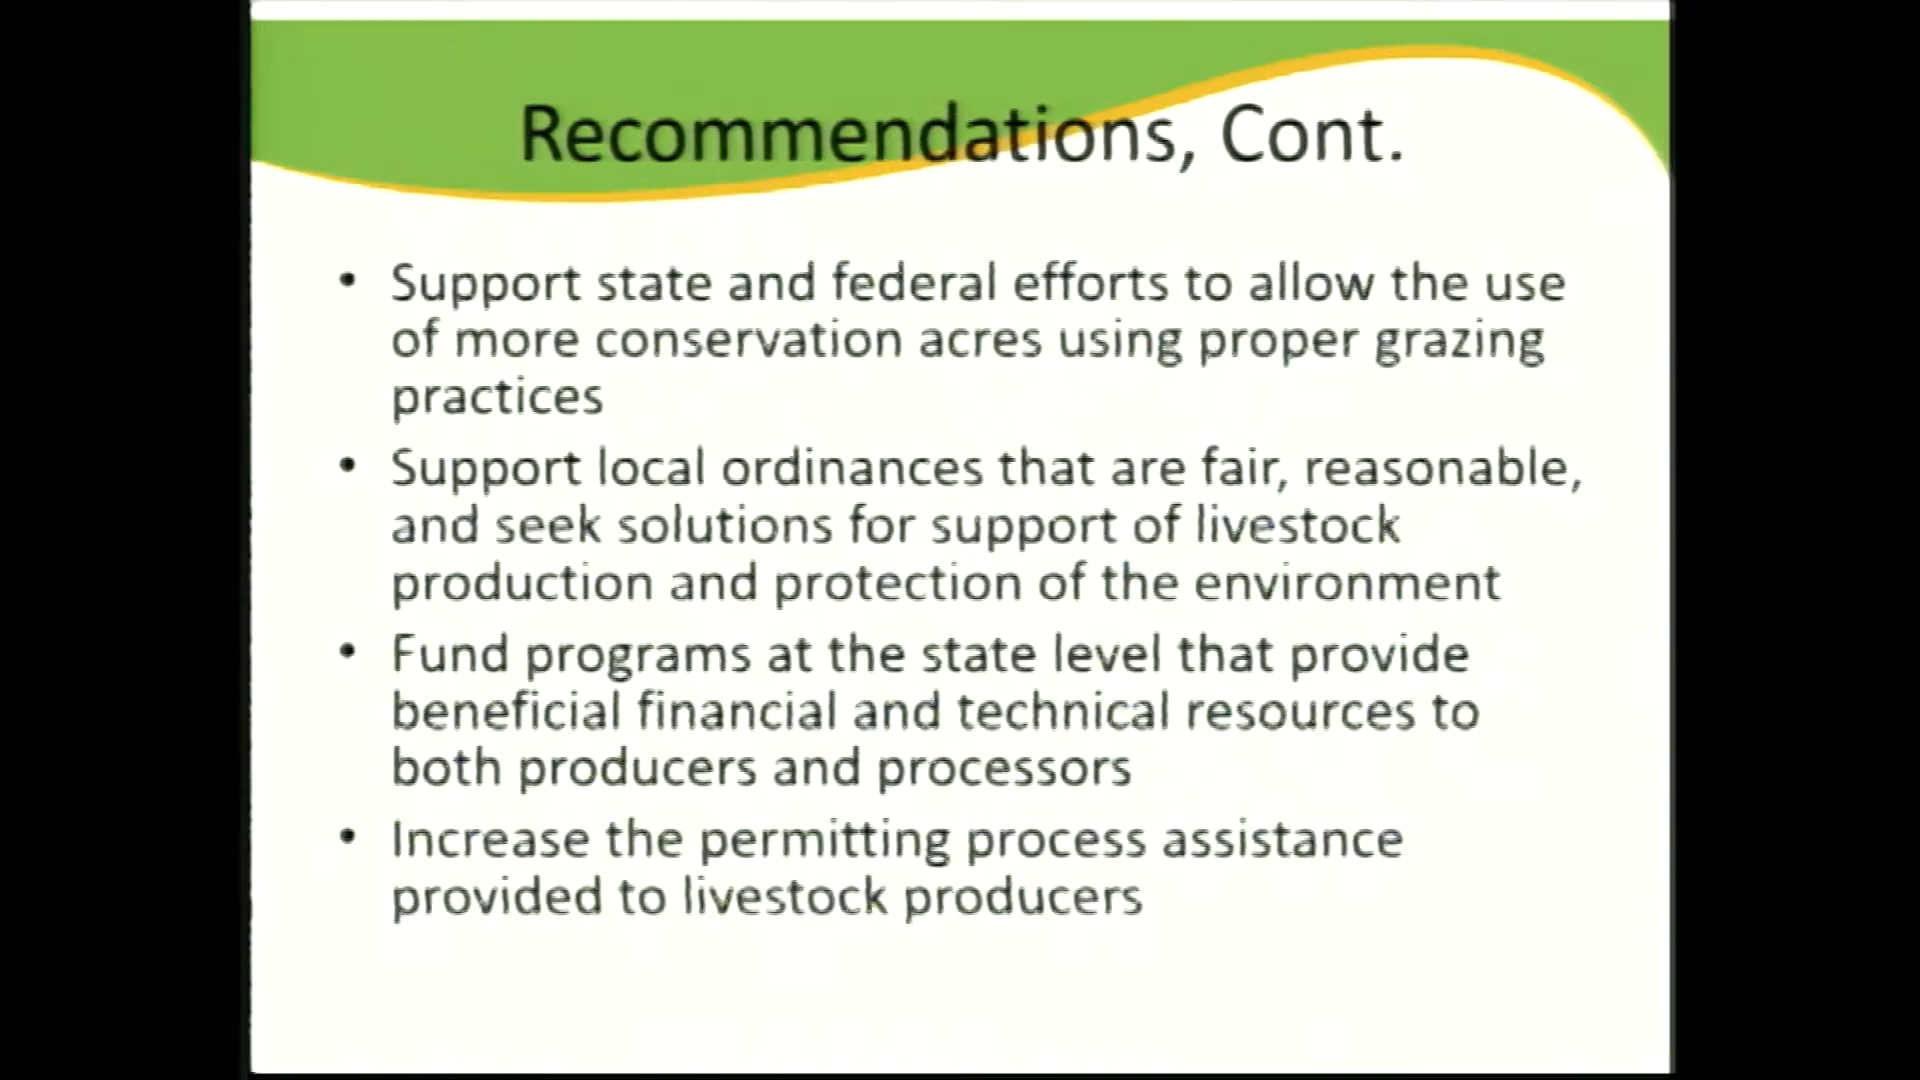 Recommendations, Cont.
• Support state and federal efforts to allow the use
of more conservation acres using proper grazing
practices
• Support local ordinances that are fair, reasonable,
and seek solutions for support of livestock
production and protection of the environment
• Fund programs at the state level that provide
beneficial financial and technical resources to
both producers and processors
• Increase the permitting process assistance
provided to livestock producers